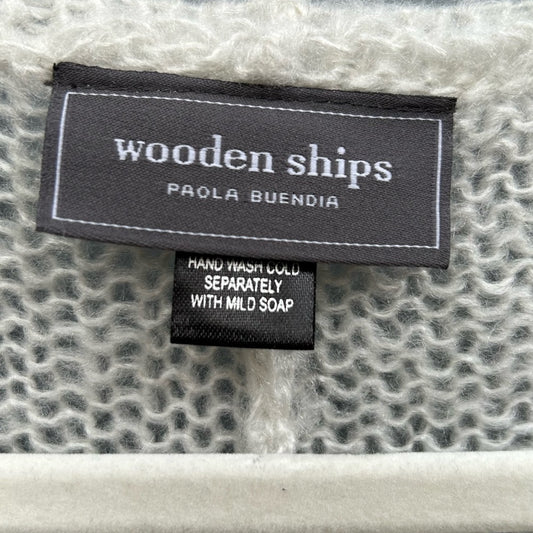 wooden ships
PAOLA BUENDIA
HAND WASH COLD
SEPARATELY
WITH MILD SOAP